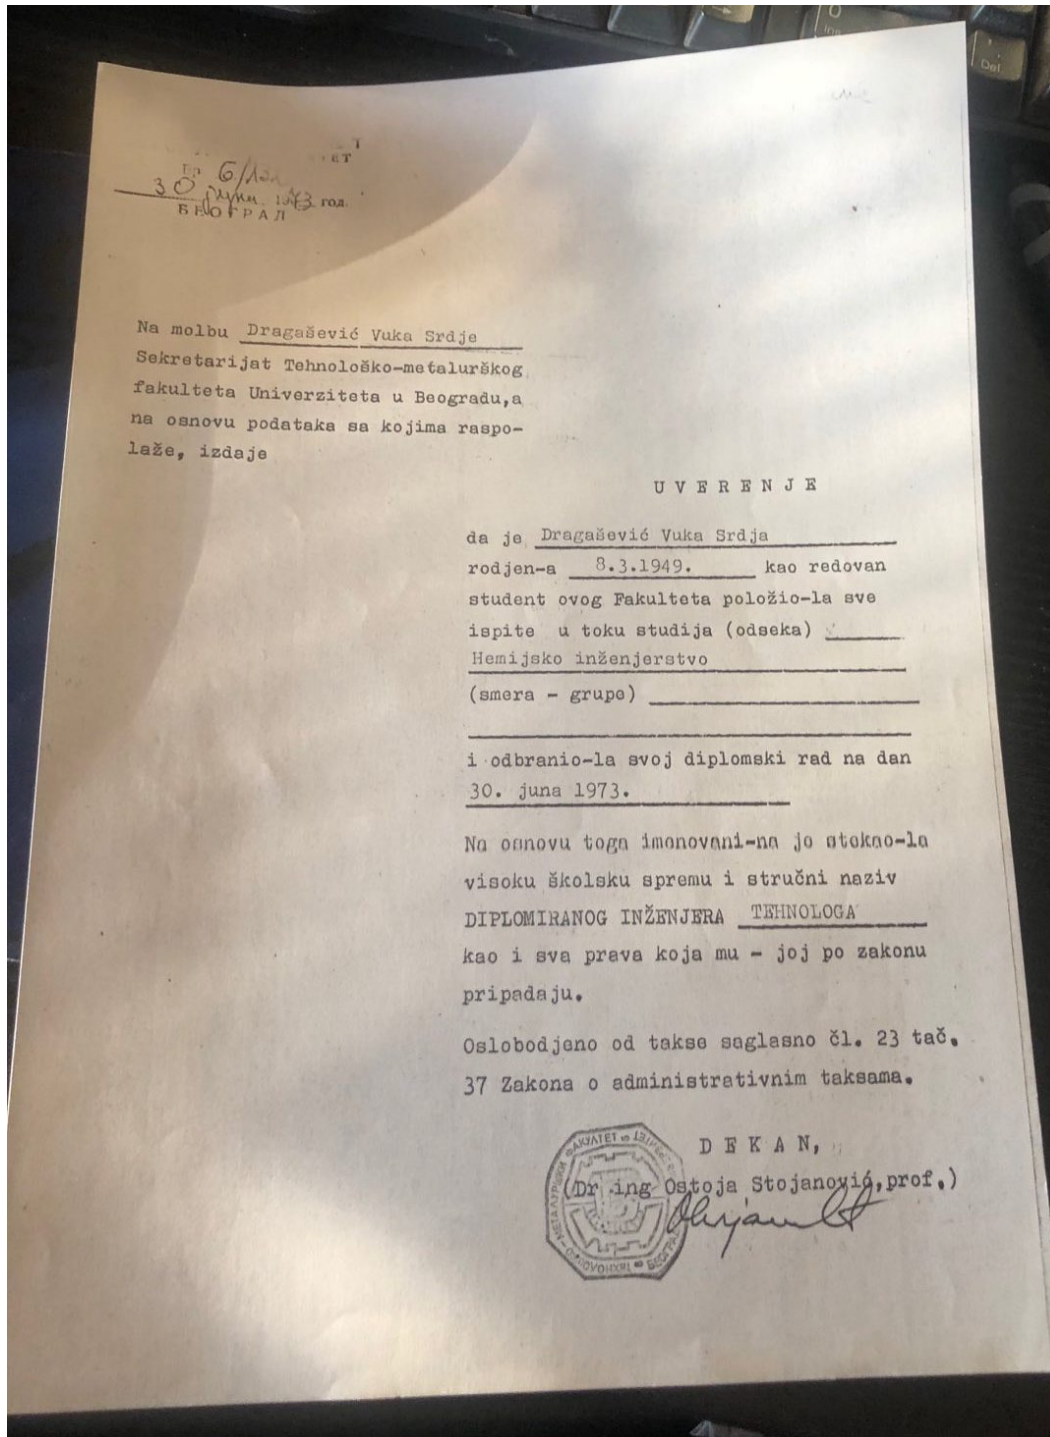 30 јуни 1973 год.
БЕОГРАД
Na molbu Dragašević Vuka Srdje
Sekretarijat Tehnološko-metalurškog
fakulteta Univerziteta u Beogradu,a
na osnovu podataka sa kojima raspo-
laže, izdaje
UVERENJE
da je Dragašević Vuka Srdja
rodjen-a 8.3.1949. kao redovan
student ovog Fakulteta položio-la sve
ispite u toku studija (odseka)
Hemijsko inženjerstvo
(smera - grupe)
i odbranio-la svoj diplomski rad na dan
30. juna 1973.
Na osnovu toga imenovani-na je stekao-la
visoku školsku spremu i stručni naziv
DIPLOMIRANOG INŽENJERA TEHNOLOGA
kao i sva prava koja mu - joj po zakonu
pripadaju.
Oslobodjeno od takse saglasno čl. 23 tač.
37 Zakona o administrativnim taksama.
DEKAN,
(Dr ing Ostoja Stojanović,prof.)